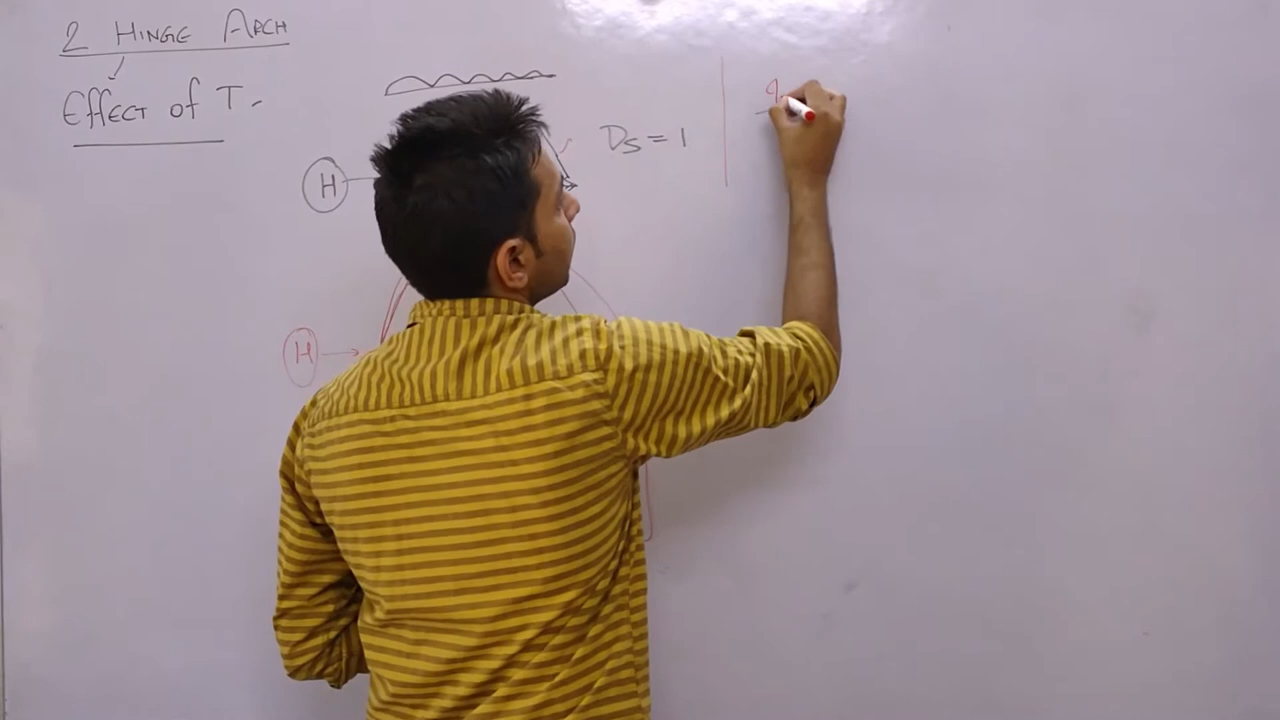 2 HINGE ARCH
EffECT of T.
H
Ds = 1
H